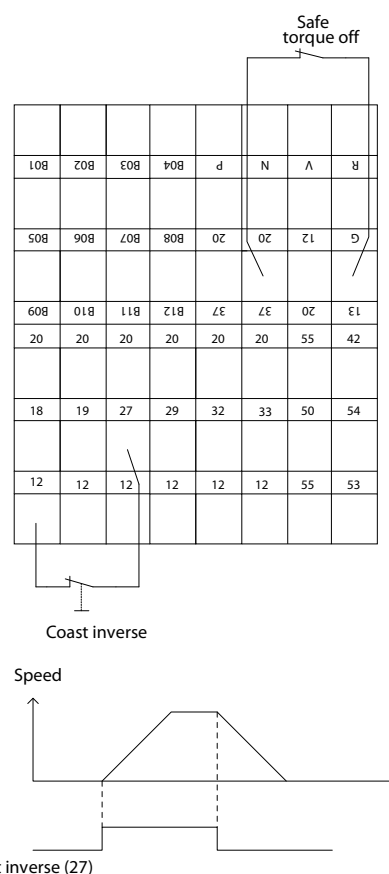 Safe
torque off
B01 B02 B03 B04 P N V R
B05 B06 B07 B08 20 20 12 G
B09 B10 B11 B12 37 37 20 13
20 20 20 20 20 20 55 42
18 19 27 29 32 33 50 54
12 12 12 12 12 12 55 53
Coast inverse
Speed
t inverse (27)